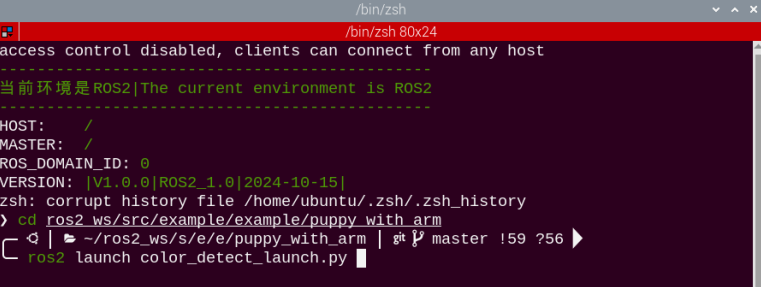 /bin/zsh
/bin/zsh 80x24
access control disabled, clients can connect from any host
----------------------------------------------
当前环境是ROS2|The current environment is ROS2
----------------------------------------------
HOST: /
MASTER: /
ROS_DOMAIN_ID: 0
VERSION: |V1.0.0|ROS2_1.0|2024-10-15|
zsh: corrupt history file /home/ubuntu/.zsh/.zsh_history
❯ cd ros2_ws/src/example/example/puppy_with_arm
~/ros2_ws/s/e/e/puppy_with_arm | git master !59 ?56
ros2 launch color_detect_launch.py